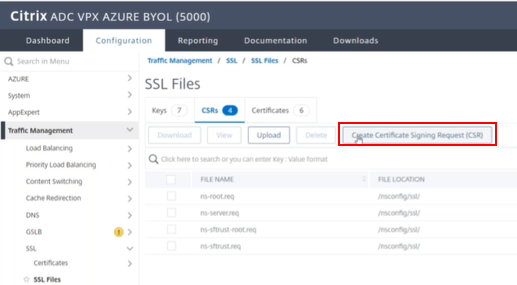 Citrix ADC VPX AZURE BYOL (5000)
Dashboard Configuration Reporting Documentation Downloads
Search in Menu
Traffic Management / SSL / SSL Files / CSRs
AZURE
System
AppExpert
Traffic Management
Load Balancing
Priority Load Balancing
Content Switching
Cache Redirection
DNS
GSLB
SSL
Certificates
SSL Files
SSL Files
Keys 7 CSRs 4 Certificates 6
Download View Upload Delete Create Certificate Signing Request (CSR)
Click here to search or you can enter Key : Value format
FILE NAME FILE LOCATION
ns-root.req /nsconfig/ssl/
ns-server.req /nsconfig/ssl/
ns-sftrust-root.req /nsconfig/ssl/
ns-sftrust.req /nsconfig/ssl/